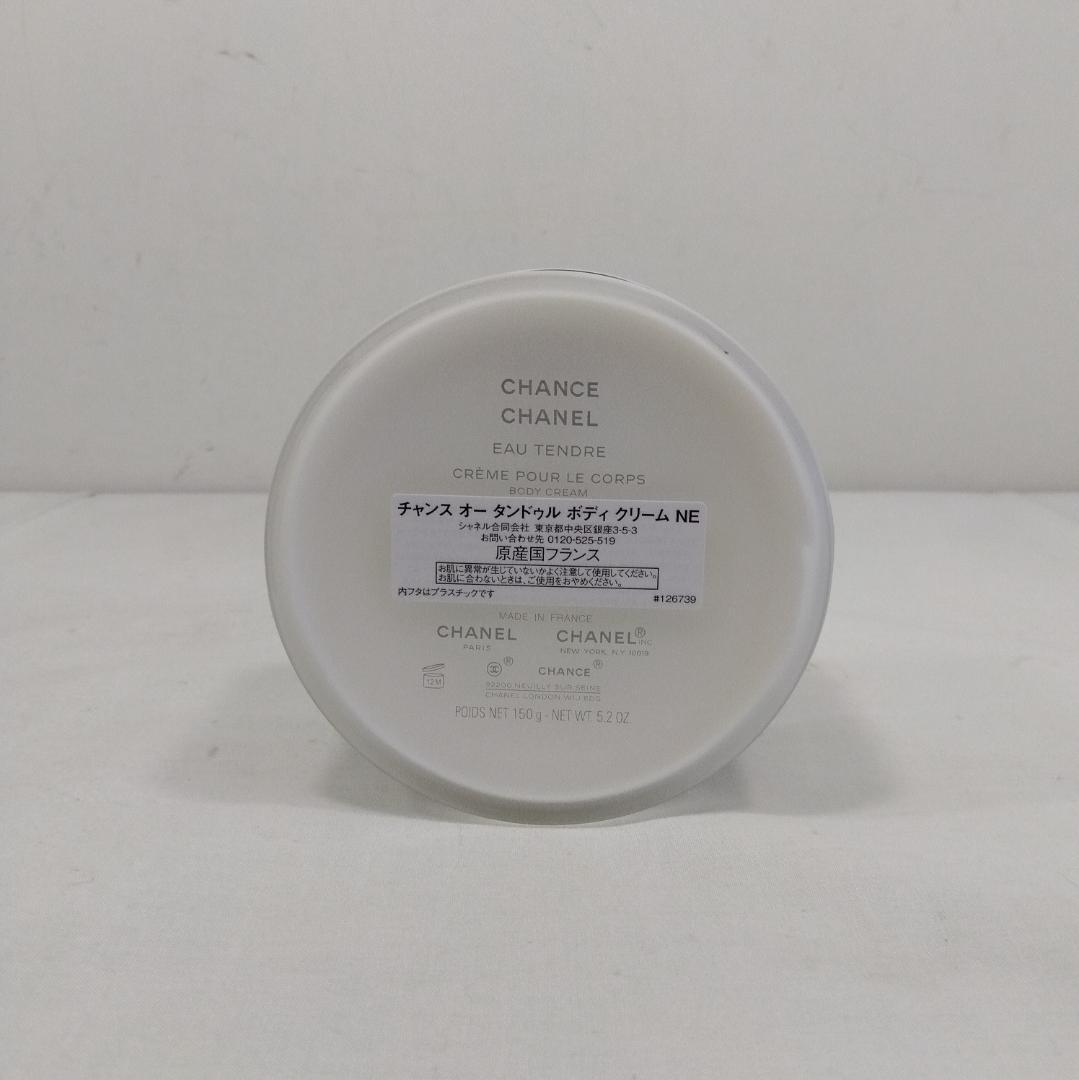 CHANCE
CHANEL
EAU TENDRE
CRÈME POUR LE CORPS
BODY CREAM
チャンス オー タンドゥル ボディ クリーム NE
シャネル合同会社 東京都中央区銀座3-5-3
お問い合わせ先 0120-525-519
原産国フランス
お肌に異常が生じていないかよく注意して使用してください。
お肌に合わないときは、ご使用をおやめください。
内フタはプラスチックです #126739
MADE IN FRANCE
CHANEL CHANEL® INC
PARIS NEW YORK, N.Y. 10019
12M ® CHANCE®
92200 NEUILLY SUR SEINE
CHANEL LONDON W1J 6DG
POIDS NET 150 g - NET WT. 5.2 OZ.